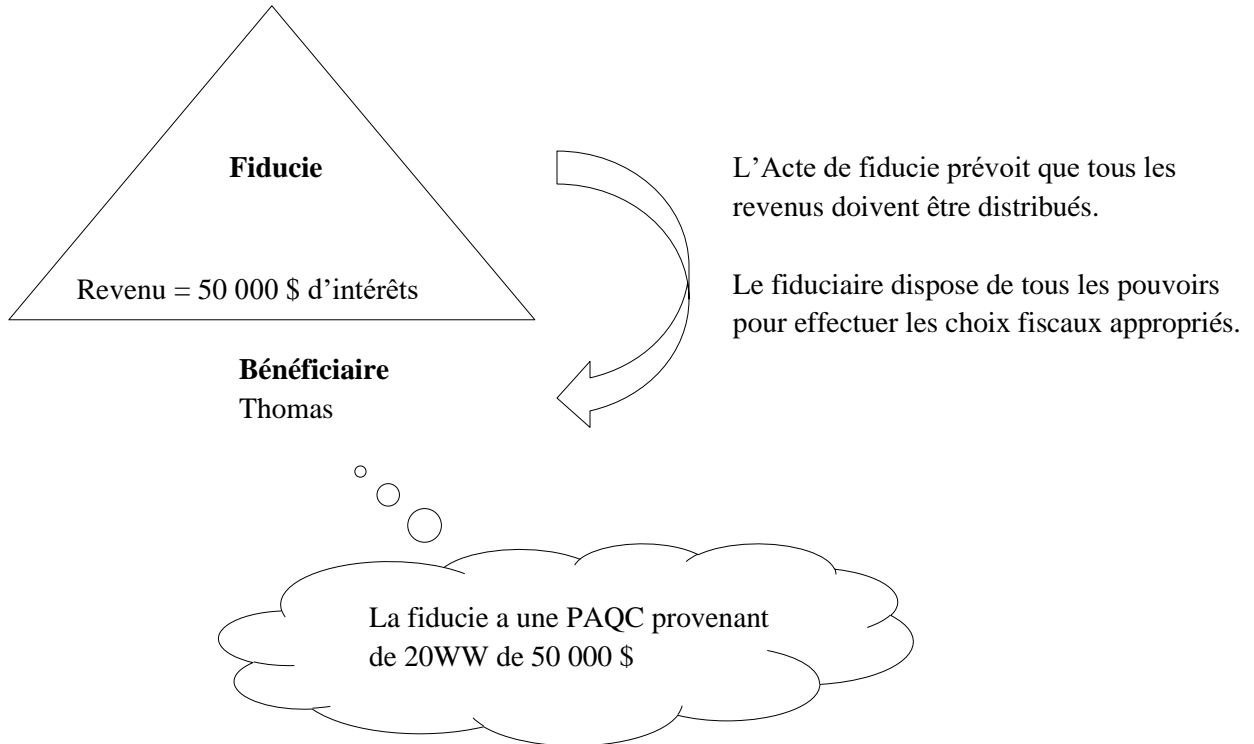 Fiducie
Revenu = 50 000 $ d’intérêts
L’Acte de fiducie prévoit que tous les
revenus doivent être distribués.
Le fiduciaire dispose de tous les pouvoirs
pour effectuer les choix fiscaux appropriés.
Bénéficiaire
Thomas
La fiducie a une PAQC provenant
de 20WW de 50 000 $